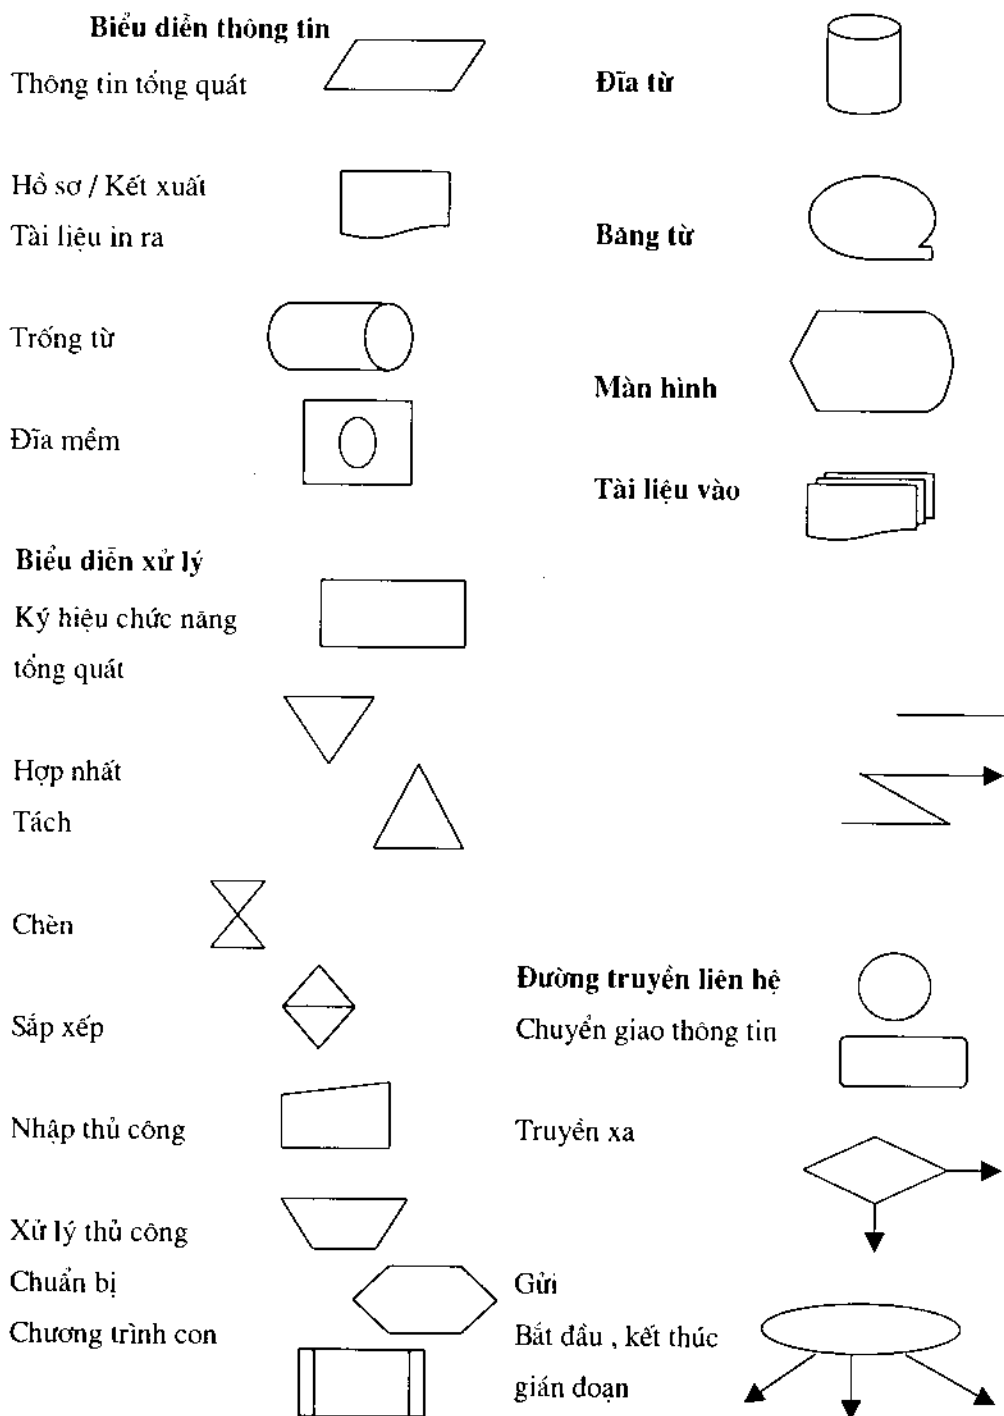 Biểu diễn thông tin
Thông tin tổng quát
Hồ sơ / Kết xuất
Tài liệu in ra
Trống từ
Đĩa mềm
Biểu diễn xử lý
Ký hiệu chức năng
tổng quát
Hợp nhất
Tách
Chèn
Sắp xếp
Nhập thủ công
Xử lý thủ công
Chuẩn bị
Chương trình con
Đĩa từ
Băng từ
Màn hình
Tài liệu vào
Đường truyền liên hệ
Chuyển giao thông tin
Truyền xa
Gửi
Bắt đầu , kết thúc
gián đoạn